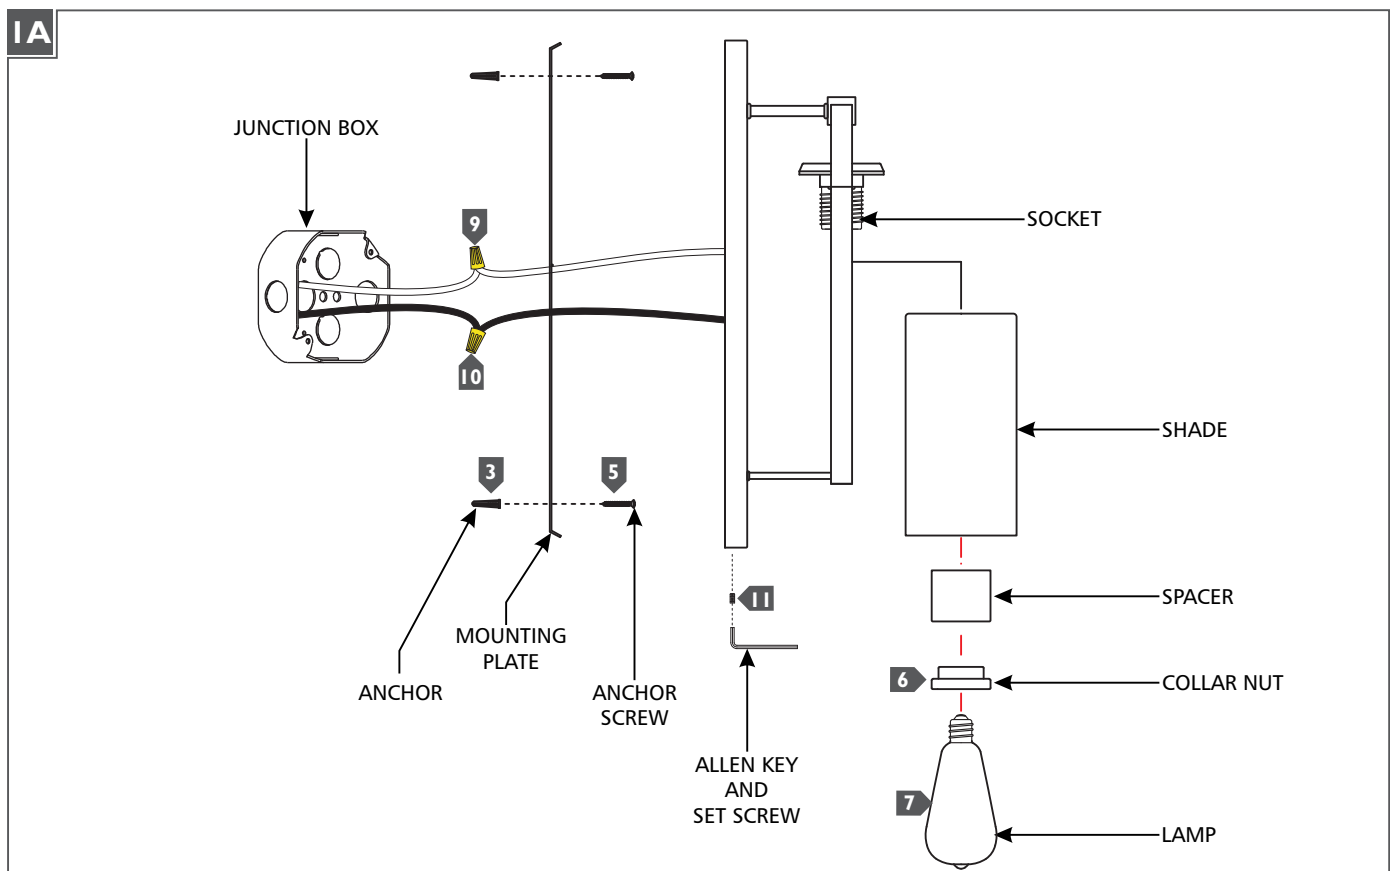 1A
JUNCTION BOX
9
SOCKET
10
SHADE
3
5
11
SPACER
MOUNTING
PLATE
6
COLLAR NUT
ANCHOR
ANCHOR
SCREW
ALLEN KEY
AND
SET SCREW
7
LAMP